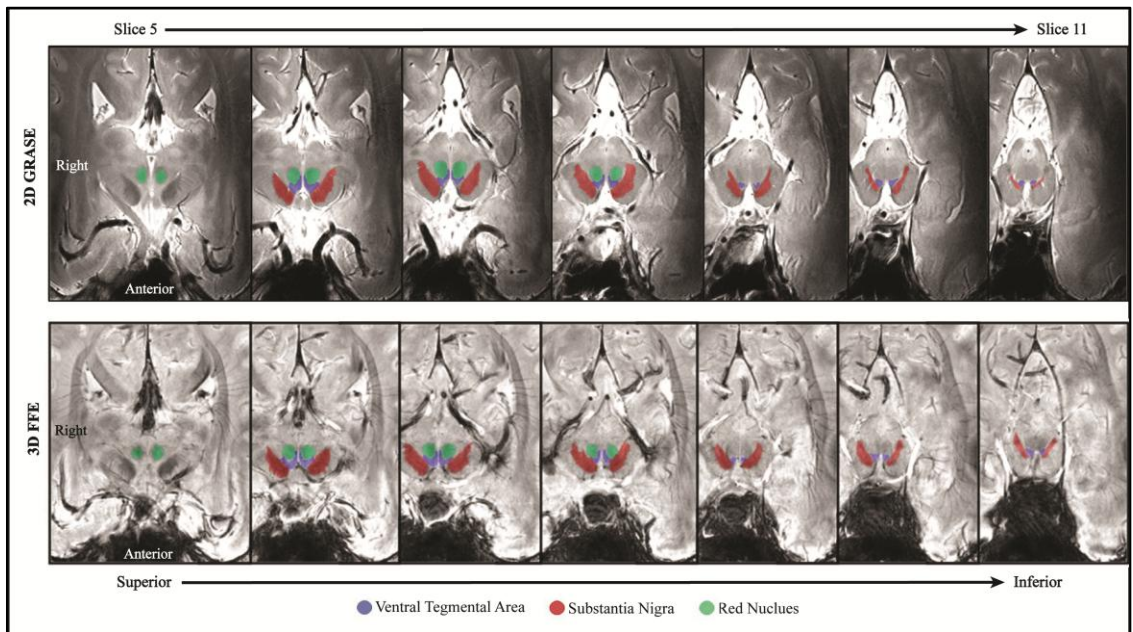 Slice 5
Slice 11
2D GRASE
Right
Anterior
3D FFE
Right
Anterior
Superior
Inferior
Ventral Tegmental Area
Substantia Nigra
Red Nuclues